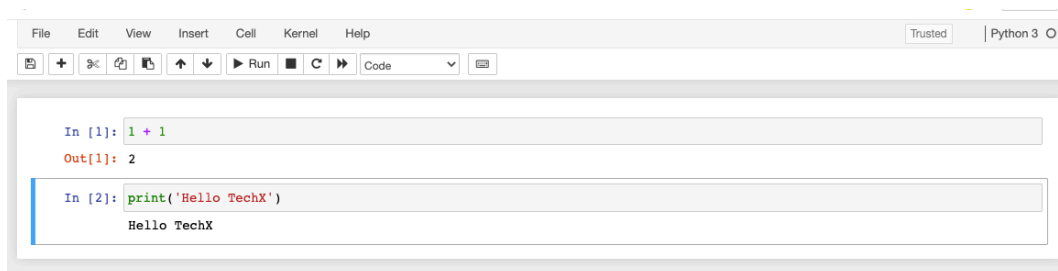 File Edit View Insert Cell Kernel Help Trusted Python 3
Run Code
In [1]: 1 + 1
Out[1]: 2
In [2]: print('Hello TechX')
Hello TechX